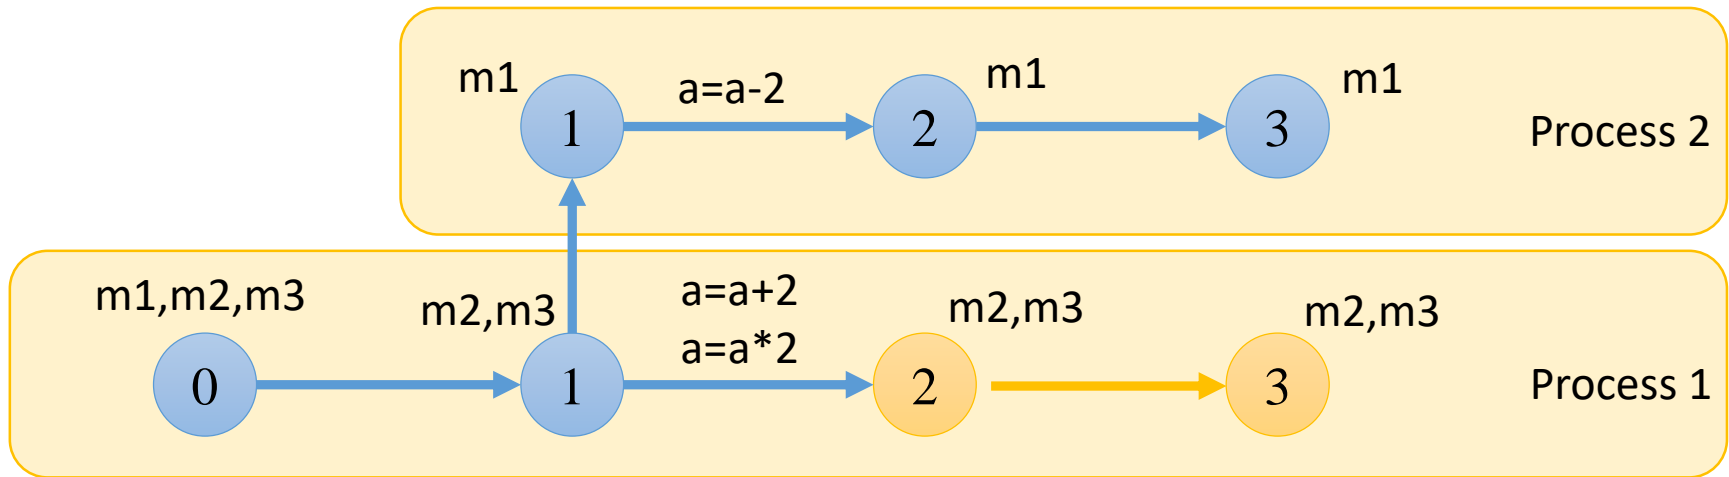 m1
a=a-2
m1
m1
1
2
3
Process 2
m1,m2,m3
m2,m3
a=a+2
a=a*2
m2,m3
m2,m3
0
1
2
3
Process 1